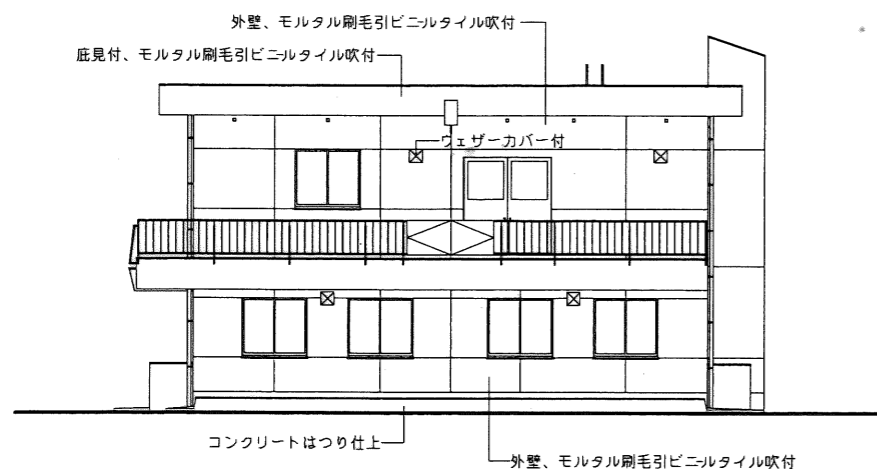 外壁、モルタル刷毛引ビニールタイル吹付
庇見付、モルタル刷毛引ビニールタイル吹付
ウェザーカバー付
コンクリートはつり仕上
外壁、モルタル刷毛引ビニールタイル吹付